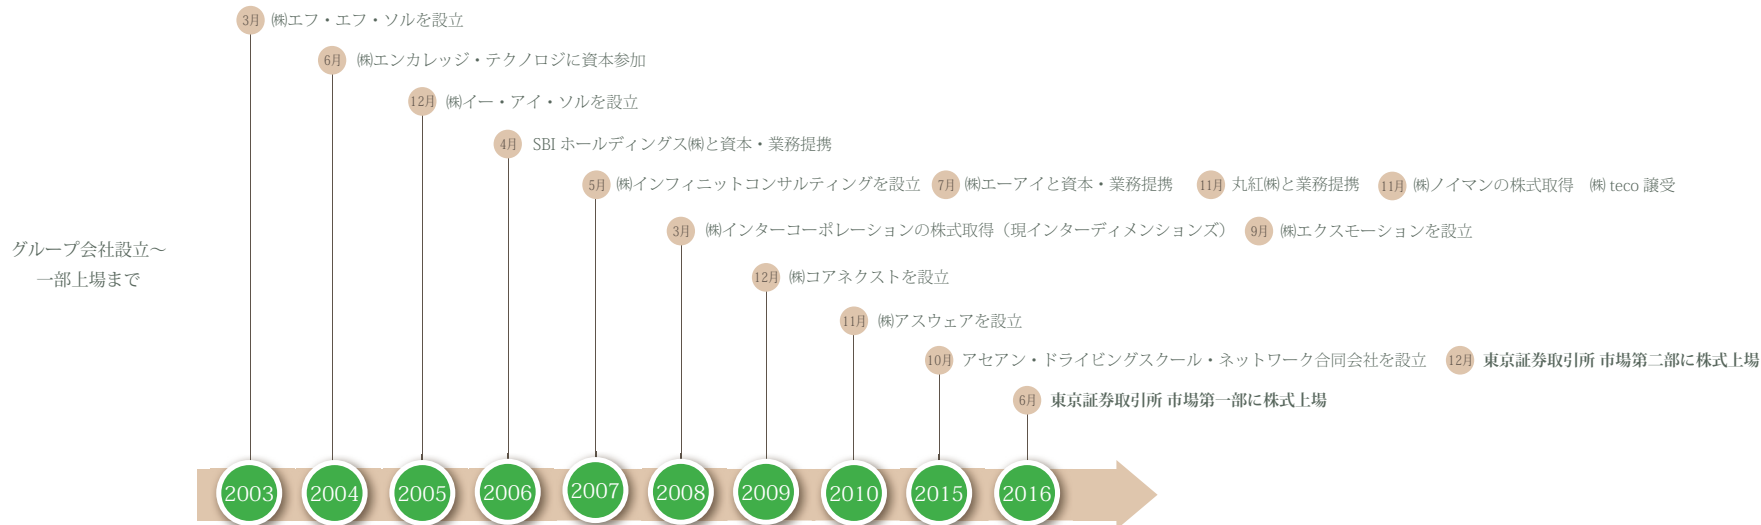 3月 ㈱エフ・エフ・ソルを設立
6月 ㈱エンカレッジ・テクノロジに資本参加
12月 ㈱イー・アイ・ソルを設立
4月 SBI ホールディングス㈱と資本・業務提携
5月 ㈱インフィニットコンサルティングを設立 7月 ㈱エーアイと資本・業務提携 11月 丸紅㈱と業務提携 11月 ㈱ノイマンの株式取得 ㈱ teco 譲受
3月 ㈱インターコーポレーションの株式取得（現インターディメンションズ） 9月 ㈱エクスモーションを設立
グループ会社設立〜
一部上場まで
12月 ㈱コアネクストを設立
11月 ㈱アスウェアを設立
10月 アセアン・ドライビングスクール・ネットワーク合同会社を設立 12月 東京証券取引所 市場第二部に株式上場
6月 東京証券取引所 市場第一部に株式上場
2003 2004 2005 2006 2007 2008 2009 2010 2015 2016